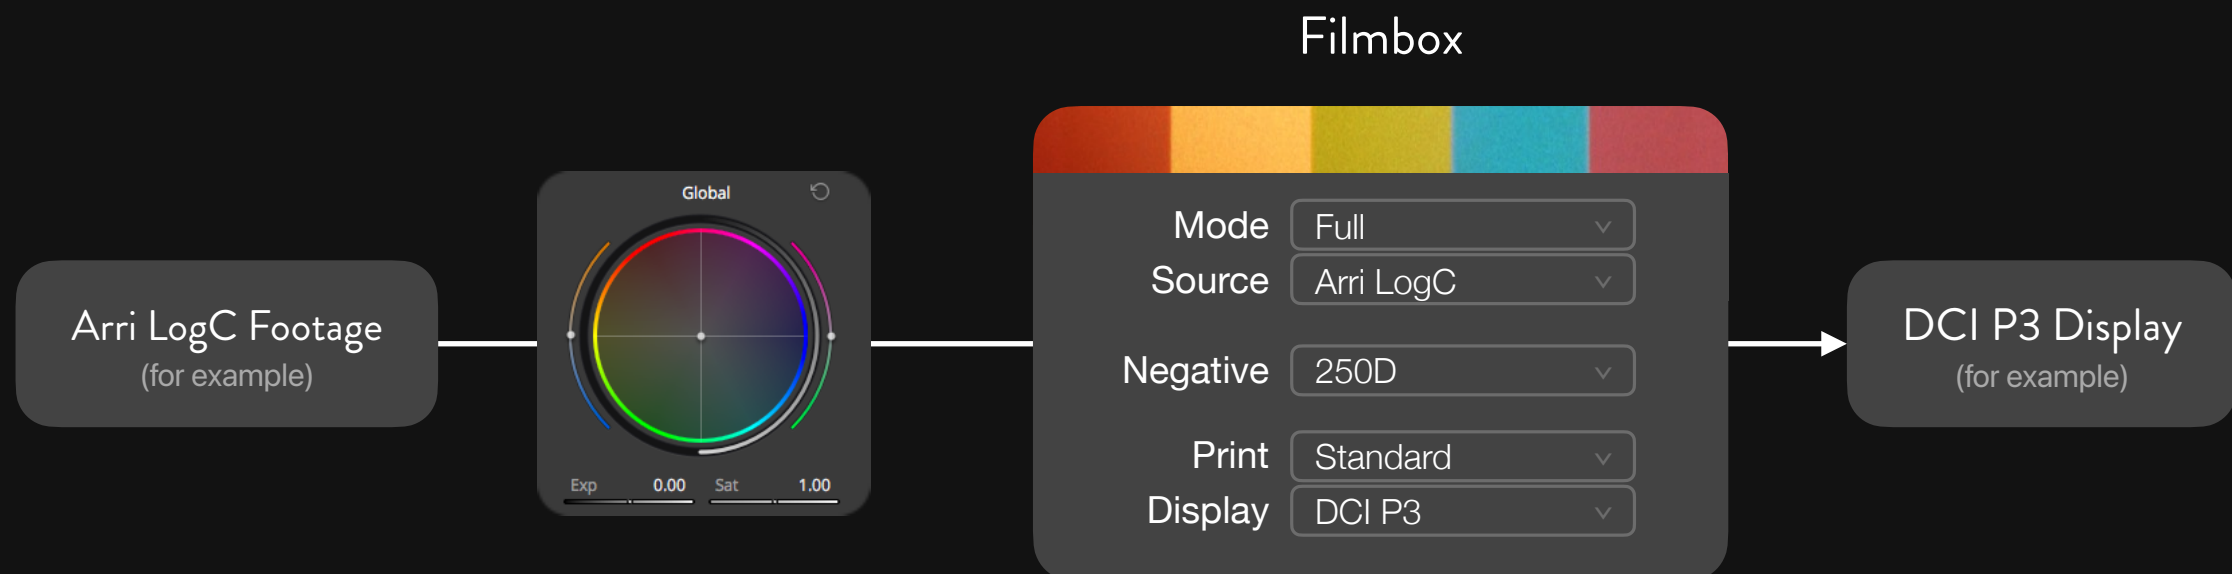 Filmbox
Arri LogC Footage
(for example)
Global
Exp 0.00 Sat 1.00
Mode Full
Source Arri LogC
Negative 250D
Print Standard
Display DCI P3
DCI P3 Display
(for example)